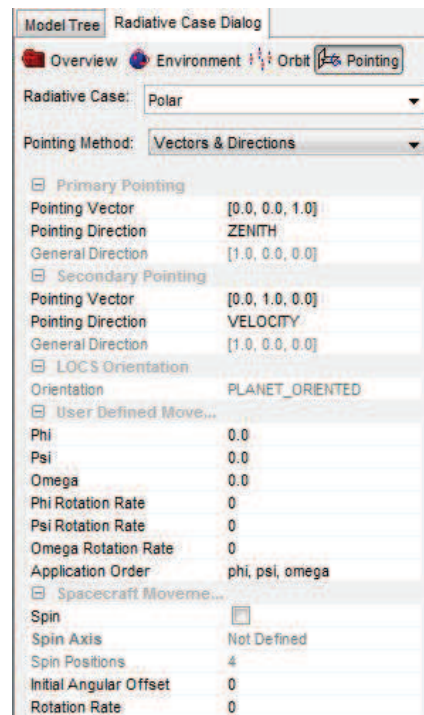 Model Tree Radiative Case Dialog
Overview Environment Orbit Pointing
Radiative Case: Polar
Pointing Method: Vectors & Directions
Primary Pointing
Pointing Vector [0.0, 0.0, 1.0]
Pointing Direction ZENITH
General Direction [1.0, 0.0, 0.0]
Secondary Pointing
Pointing Vector [0.0, 1.0, 0.0]
Pointing Direction VELOCITY
General Direction [1.0, 0.0, 0.0]
LOCS Orientation
Orientation PLANET_ORIENTED
User Defined Move...
Phi 0.0
Psi 0.0
Omega 0.0
Phi Rotation Rate 0
Psi Rotation Rate 0
Omega Rotation Rate 0
Application Order phi, psi, omega
Spacecraft Moveme...
Spin
Spin Axis Not Defined
Spin Positions 4
Initial Angular Offset 0
Rotation Rate 0